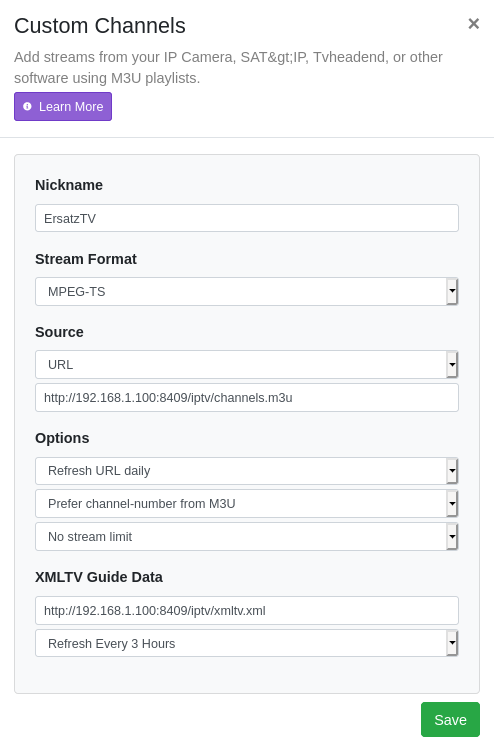 Custom Channels
×
Add streams from your IP Camera, SAT&gt;IP, Tvheadend, or other
software using M3U playlists.
Learn More
Nickname
ErsatzTV
Stream Format
MPEG-TS
Source
URL
http://192.168.1.100:8409/iptv/channels.m3u
Options
Refresh URL daily
Prefer channel-number from M3U
No stream limit
XMLTV Guide Data
http://192.168.1.100:8409/iptv/xmltv.xml
Refresh Every 3 Hours
Save